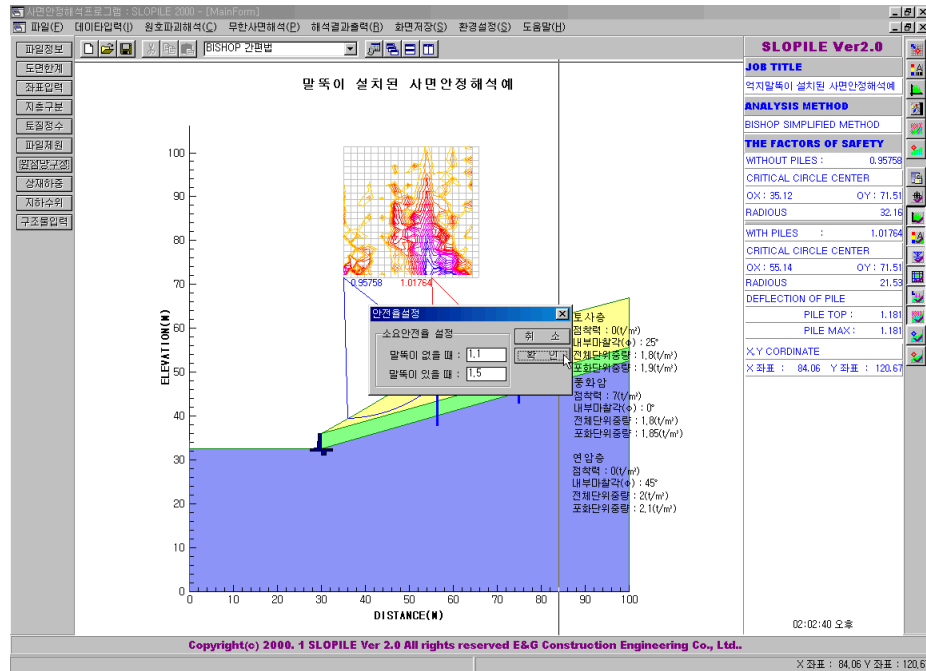 사면안정해석프로그램 : SLOPILE 2000 - [MainForm]
파일(F) 데이타입력(I) 원호파괴해석(C) 무한사면해석(P) 해석결과출력(R) 화면저장(S) 환경설정(S) 도움말(H)
파일정보
도면한계
좌표입력
지층구분
토질정수
파일제원
원점망구성
상재하중
지하수위
구조물입력
BISHOP 간편법
말뚝이 설치된 사면안정해석예
ELEVATION(M)
100
90
80
70
60
50
40
30
20
10
0
0 10 20 30 40 50 60 70 80 90 100
DISTANCE(M)
0.95758 1.01764
안전율설정
소요안전율 설정
말뚝이 없을 때 : 1.1
말뚝이 있을 때 : 1.5
취 소
확 인
토사층
점착력 : 0(t/m²)
내부마찰각(Φ) : 25°
전체단위중량 : 1.8(t/m³)
포화단위중량 : 1.9(t/m³)
풍화암
점착력 : 7(t/m²)
내부마찰각(Φ) : 0°
전체단위중량 : 1.8(t/m³)
포화단위중량 : 1.85(t/m³)
연암층
점착력 : 0(t/m²)
내부마찰각(Φ) : 45°
전체단위중량 : 2(t/m³)
포화단위중량 : 2.1(t/m³)
SLOPILE Ver2.0
JOB TITLE
억지말뚝이 설치된 사면안정해석예
ANALYSIS METHOD
BISHOP SIMPLIFIED METHOD
THE FACTORS OF SAFETY
WITHOUT PILES : 0.95758
CRITICAL CIRCLE CENTER
OX : 35.12 OY : 71.51
RADIOUS 32.16
WITH PILES : 1.01764
CRITICAL CIRCLE CENTER
OX : 55.14 OY : 71.51
RADIOUS 21.53
DEFLECTION OF PILE
PILE TOP : 1.181
PILE MAX : 1.181
X,Y CORDINATE
X 좌표 : 84.06 Y 좌표 : 120.67
02:02:40 오후
Copyright(c) 2000. 1 SLOPILE Ver 2.0 All rights reserved E&G Construction Engineering Co., Ltd..
X 좌표 : 84,06 Y 좌표 : 120,6